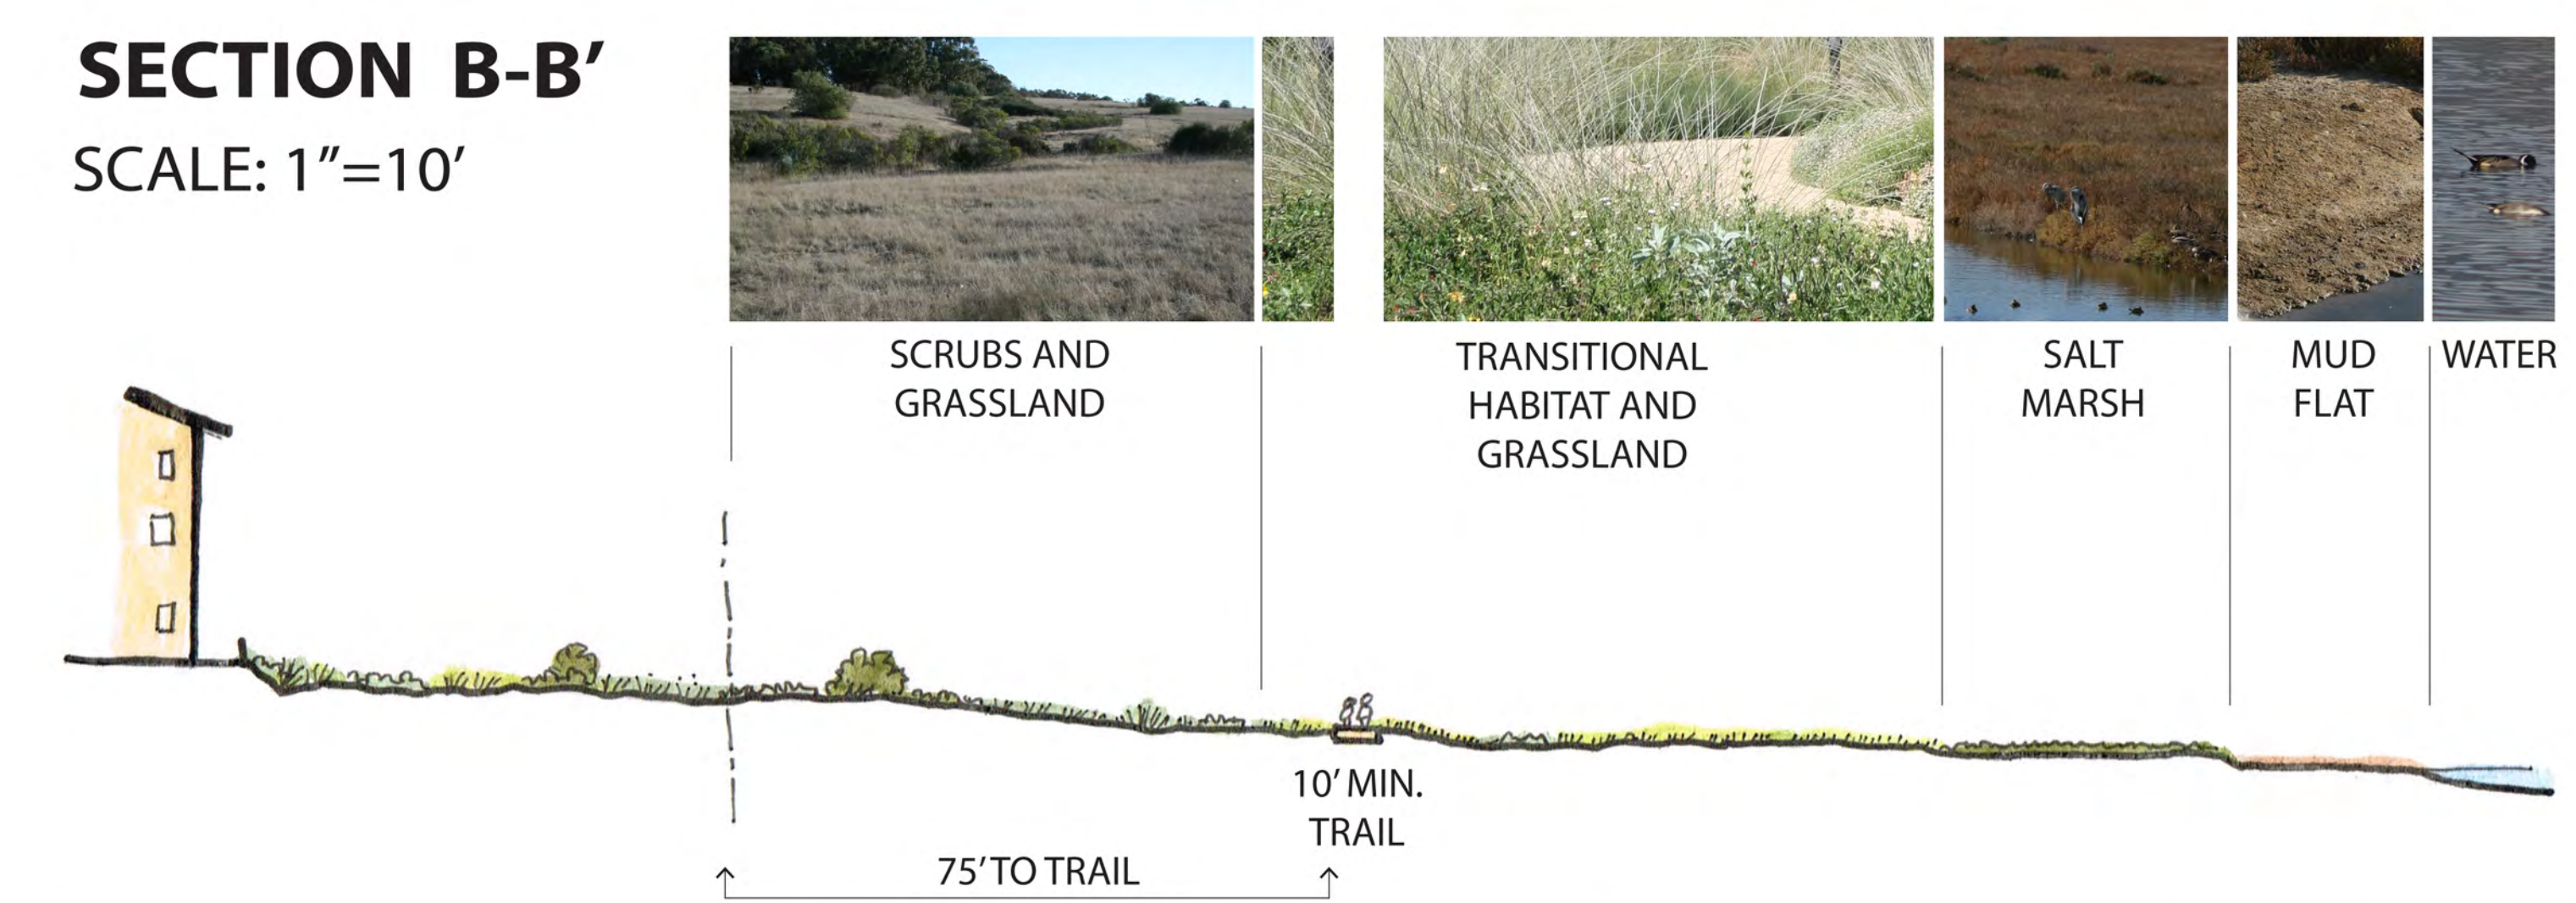 SECTION B-B’
SCALE: 1”=10’
SCRUBS AND
GRASSLAND
TRANSITIONAL
HABITAT AND
GRASSLAND
SALT
MARSH
MUD
FLAT
WATER
10’ MIN.
TRAIL
75’ TO TRAIL